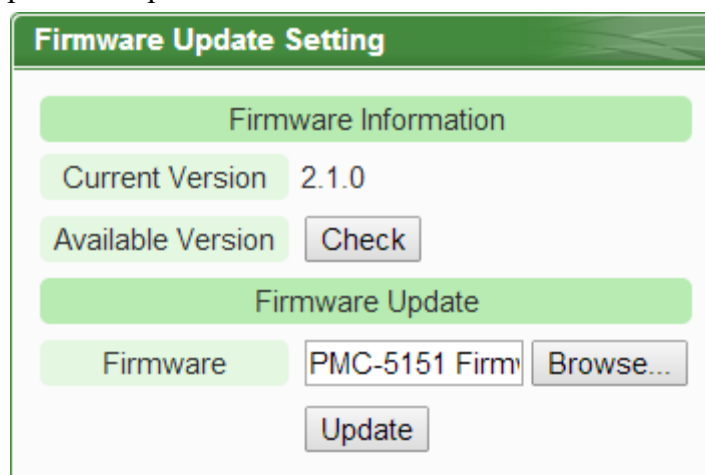 Firmware Update Setting
Firmware Information
Current Version 2.1.0
Available Version Check
Firmware Update
Firmware PMC-5151 Firm Browse...
Update